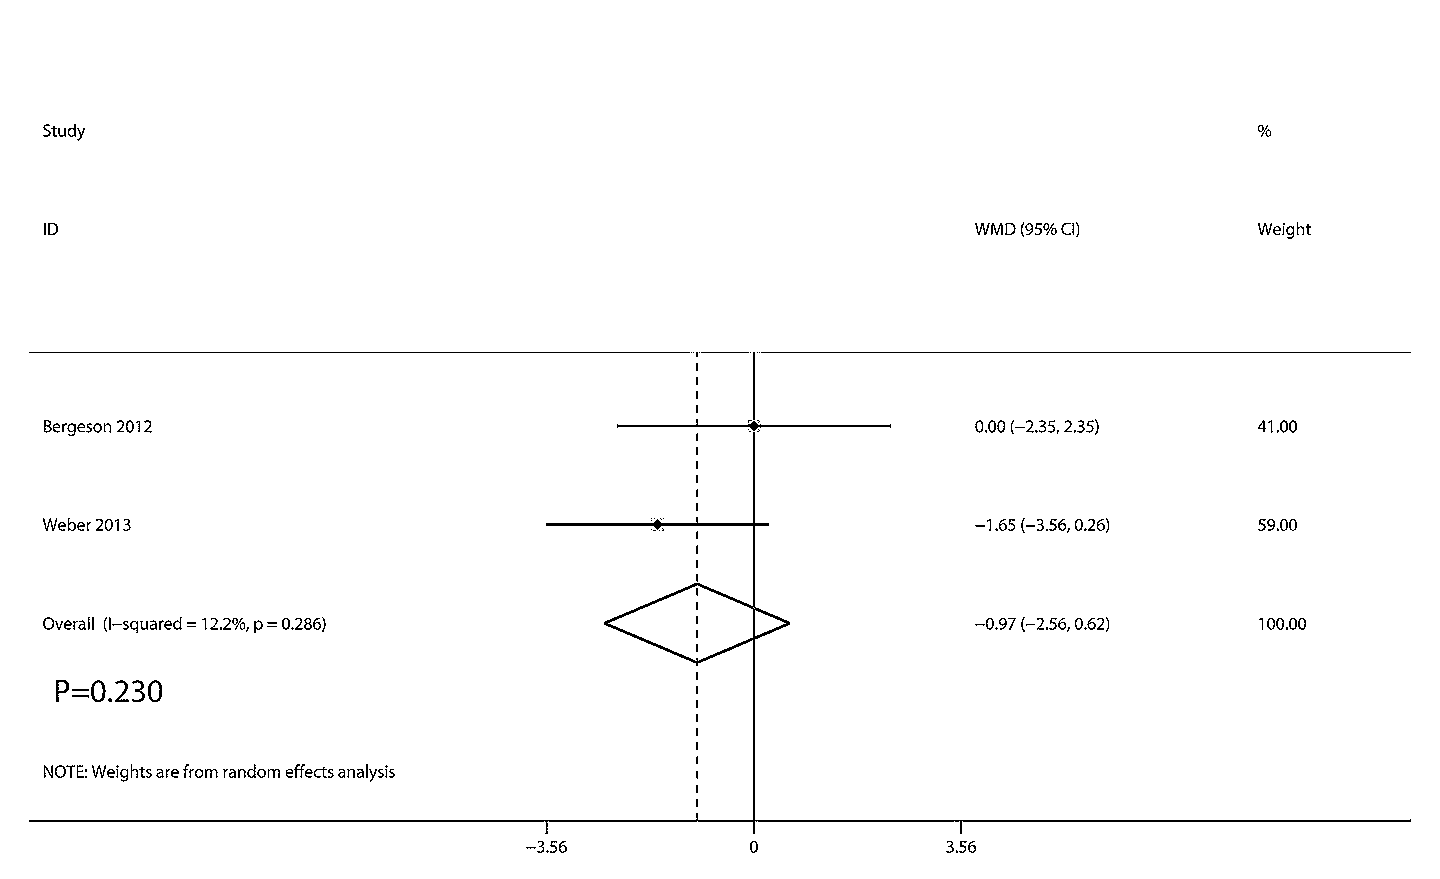 Study %
ID WMD (95% CI) Weight
Bergeson 2012 0.00 (−2.35, 2.35) 41.00
Weber 2013 −1.65 (−3.56, 0.26) 59.00
Overall (I−squared = 12.2%, p = 0.286) −0.97 (−2.56, 0.62) 100.00
P=0.230
NOTE: Weights are from random effects analysis
−3.56 0 3.56